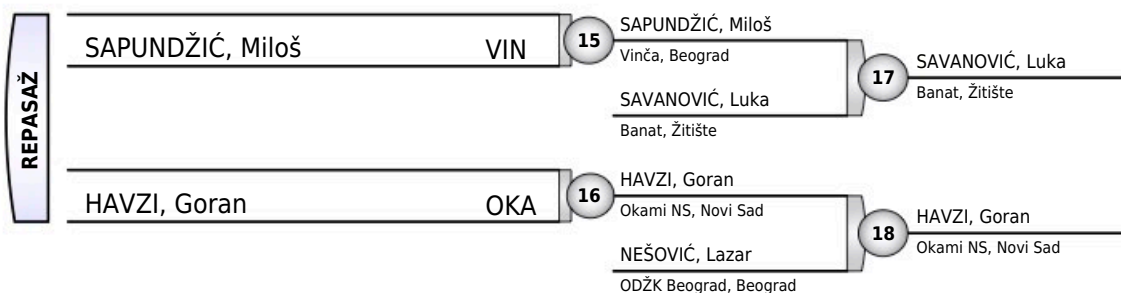 REPASAŽ
SAPUNDŽIĆ, Miloš VIN
15
SAPUNDŽIĆ, Miloš
Vinča, Beograd
SAVANOVIĆ, Luka
Banat, Žitište
17
SAVANOVIĆ, Luka
Banat, Žitište
HAVZI, Goran OKA
16
HAVZI, Goran
Okami NS, Novi Sad
NEŠOVIĆ, Lazar
ODŽK Beograd, Beograd
18
HAVZI, Goran
Okami NS, Novi Sad